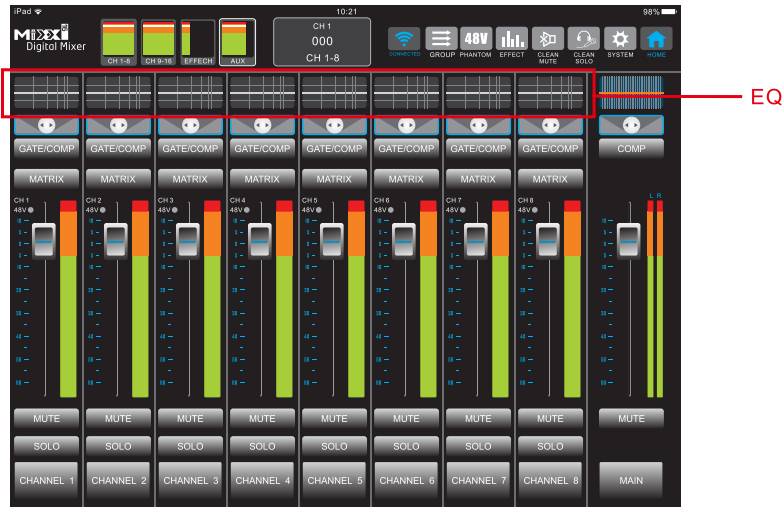 iPad 10:21 98%
MiXXX
Digital Mixer
CH 1-8 CH 9-16 EFFECH AUX
CH 1
000
CH 1-8
CONNECTED GROUP 48V PHANTOM EFFECT CLEAN MUTE CLEAN SOLO SYSTEM HOME
EQ
GATE/COMP GATE/COMP GATE/COMP GATE/COMP GATE/COMP GATE/COMP GATE/COMP GATE/COMP COMP
MATRIX MATRIX MATRIX MATRIX MATRIX MATRIX MATRIX MATRIX
L R
CH 1 CH 2 CH 3 CH 4 CH 5 CH 6 CH 7 CH 8
48V 48V 48V 48V 48V 48V 48V 48V
MUTE MUTE MUTE MUTE MUTE MUTE MUTE MUTE MUTE
SOLO SOLO SOLO SOLO SOLO SOLO SOLO SOLO
CHANNEL 1 CHANNEL 2 CHANNEL 3 CHANNEL 4 CHANNEL 5 CHANNEL 6 CHANNEL 7 CHANNEL 8 MAIN